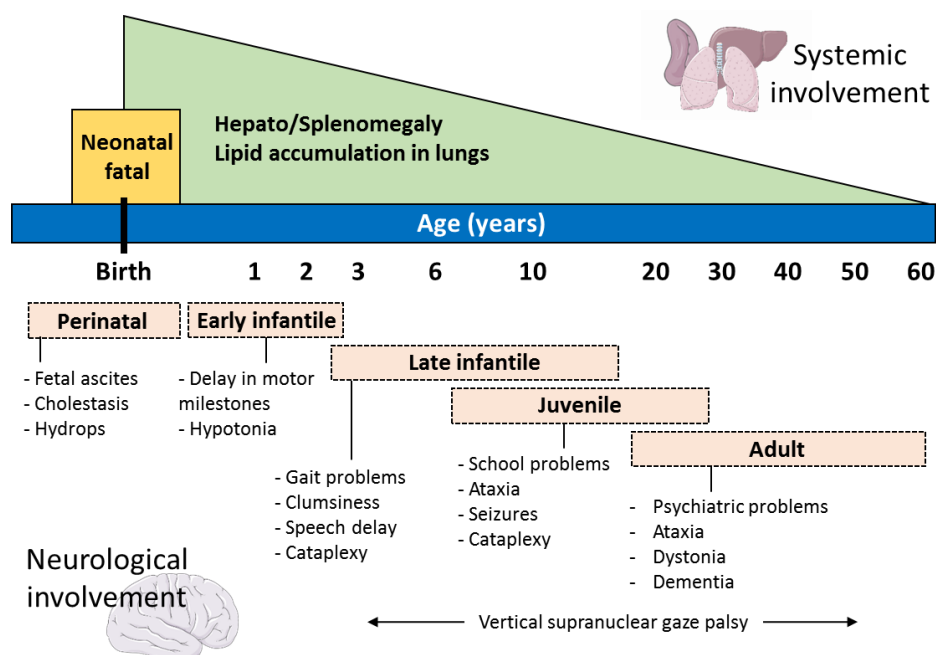 Systemic
involvement
Hepato/Splenomegaly
Lipid accumulation in lungs
Neonatal
fatal
Age (years)
Birth 1 2 3 6 10 20 30 40 50 60
Perinatal
- Fetal ascites
- Cholestasis
- Hydrops
Early infantile
- Delay in motor
milestones
- Hypotonia
Late infantile
- Gait problems
- Clumsiness
- Speech delay
- Cataplexy
Juvenile
- School problems
- Ataxia
- Seizures
- Cataplexy
Adult
- Psychiatric problems
- Ataxia
- Dystonia
- Dementia
Neurological
involvement
Vertical supranuclear gaze palsy